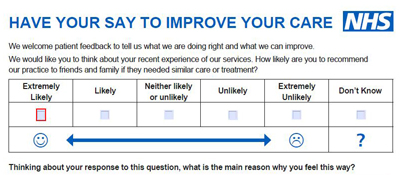 HAVE YOUR SAY TO IMPROVE YOUR CARE NHS
We welcome patient feedback to tell us what we are doing right and what we can improve.
We would like you to think about your recent experience of our services. How likely are you to recommend
our practice to friends and family if they needed similar care or treatment?
Extremely Likely Likely Neither likely or unlikely Unlikely Extremely Unlikely Don't Know
?
Thinking about your response to this question, what is the main reason why you feel this way?